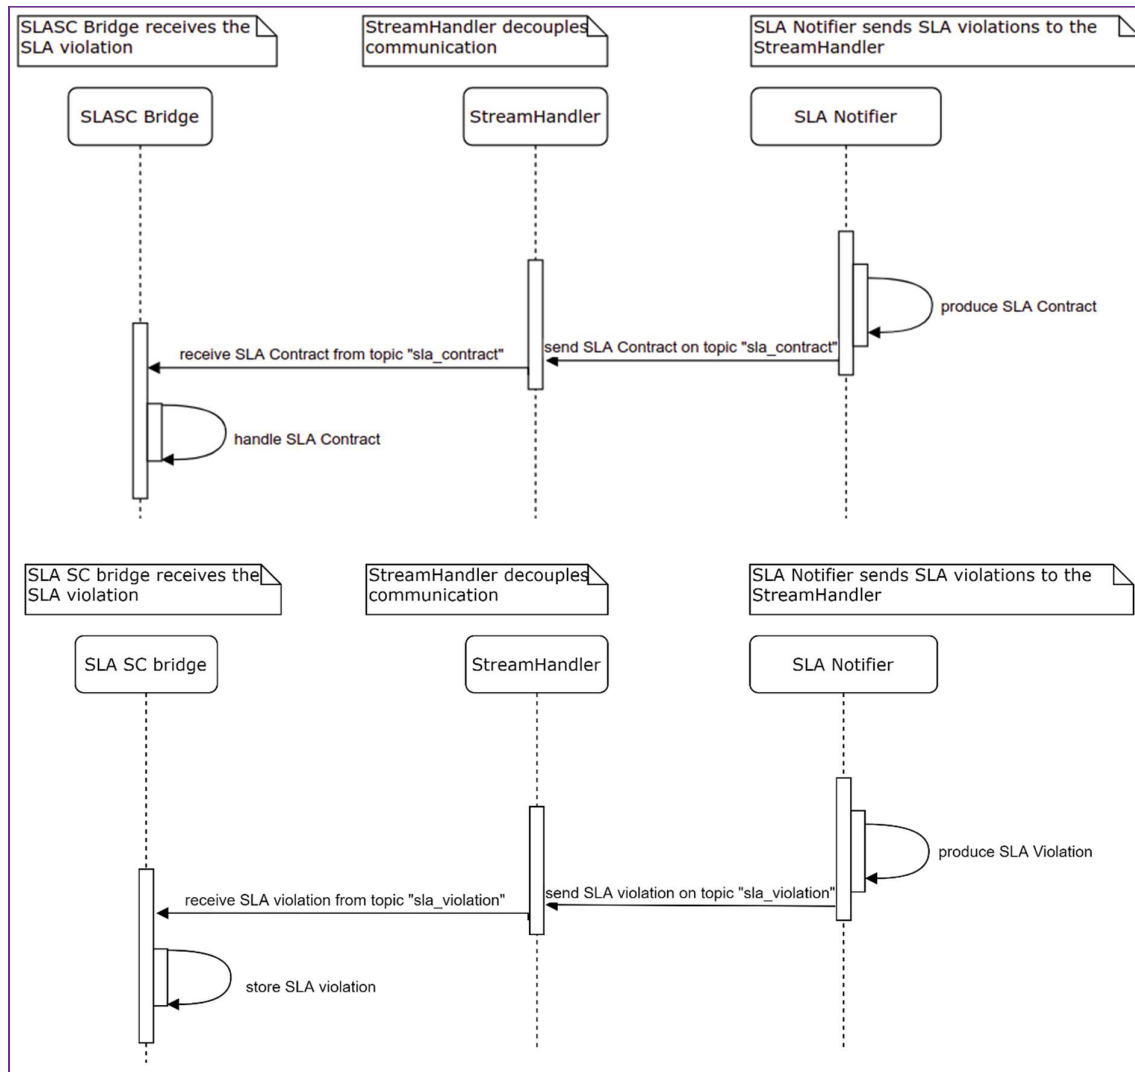 SLASC Bridge receives the
SLA violation
StreamHandler decouples
communication
SLA Notifier sends SLA violations to the
StreamHandler
SLASC Bridge
StreamHandler
SLA Notifier
produce SLA Contract
send SLA Contract on topic "sla_contract"
receive SLA Contract from topic "sla_contract"
handle SLA Contract
SLA SC bridge receives the
SLA violation
StreamHandler decouples
communication
SLA Notifier sends SLA violations to the
StreamHandler
SLA SC bridge
StreamHandler
SLA Notifier
produce SLA Violation
send SLA violation on topic "sla_violation"
receive SLA violation from topic "sla_violation"
store SLA violation